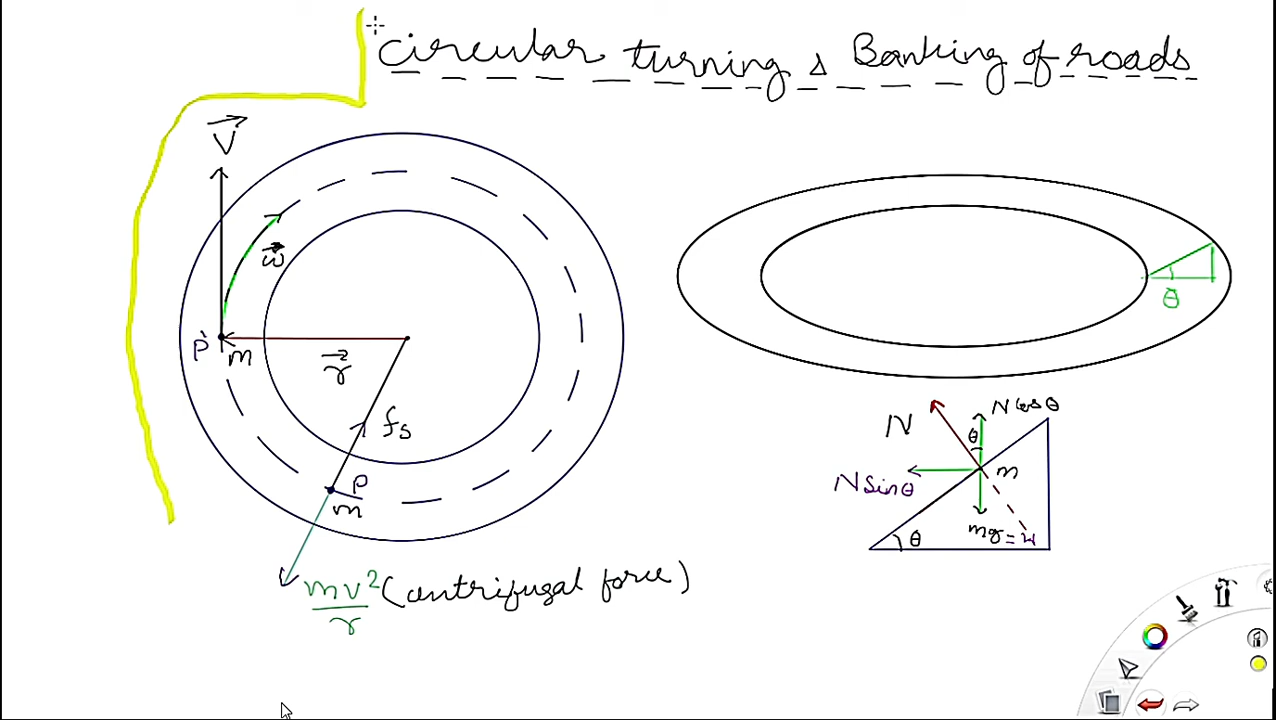 Circular turning & Banking of roads
V
ω
θ
P m
r
fs
N Cosθ
N θ
P
m
N Sinθ m
θ mg = W
mv² (centrifugal force)
r